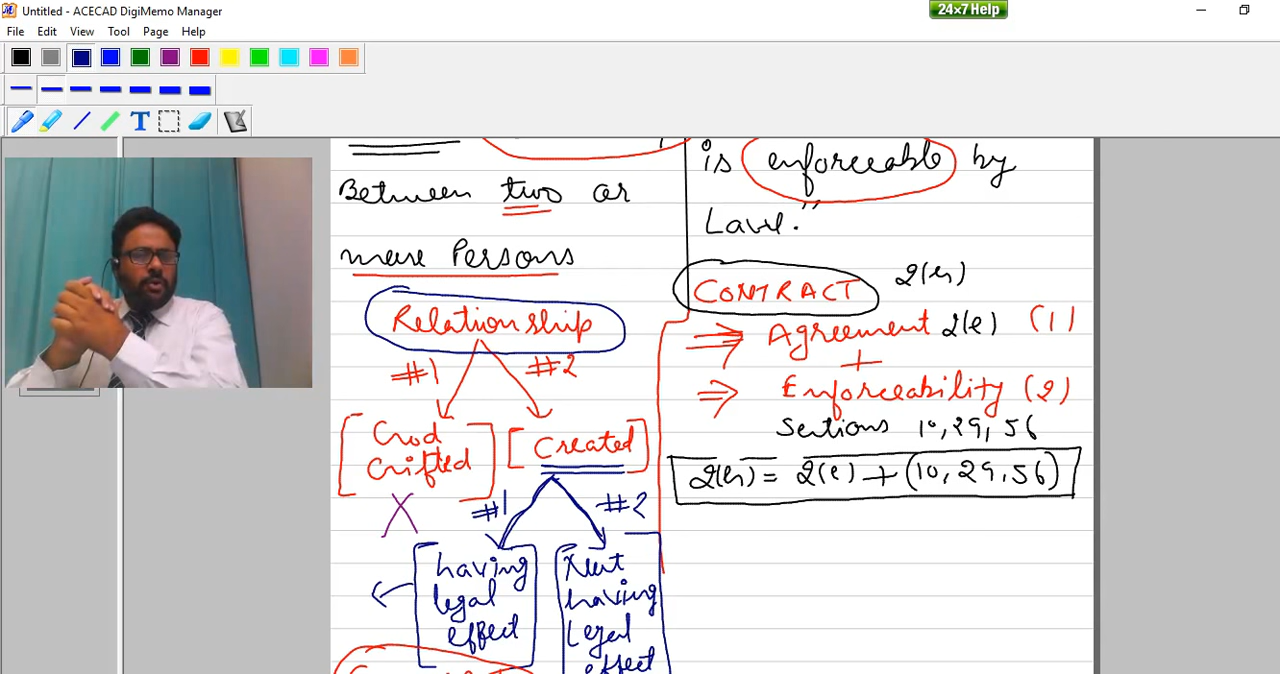 Untitled - ACECAD DigiMemo Manager
24×7 Help
File Edit View Tool Page Help
T
Between two or
more Persons
Relationship
#1 #2
[God Gifted] [Created]
X
#1 #2
having legal effect
Not having Legal effect
is enforceable by
Law."
CONTRACT 2(h)
⇒ Agreement 2(e) (1)
+
⇒ Enforceability (2)
Sections 10, 29, 56
2(h) = 2(e) + (10, 29, 56)